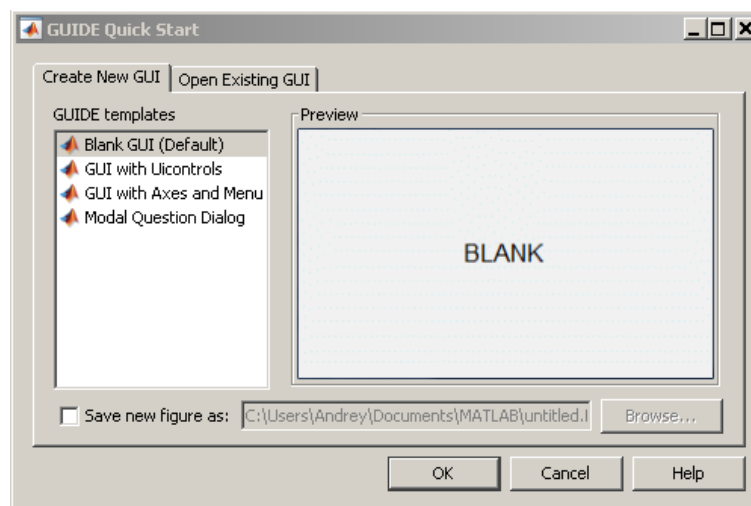 GUIDE Quick Start
Create New GUI
Open Existing GUI
GUIDE templates
Blank GUI (Default)
GUI with Uicontrols
GUI with Axes and Menu
Modal Question Dialog
Preview
BLANK
Save new figure as:
C:\Users\Andrey\Documents\MATLAB\untitled.
Browse...
OK
Cancel
Help